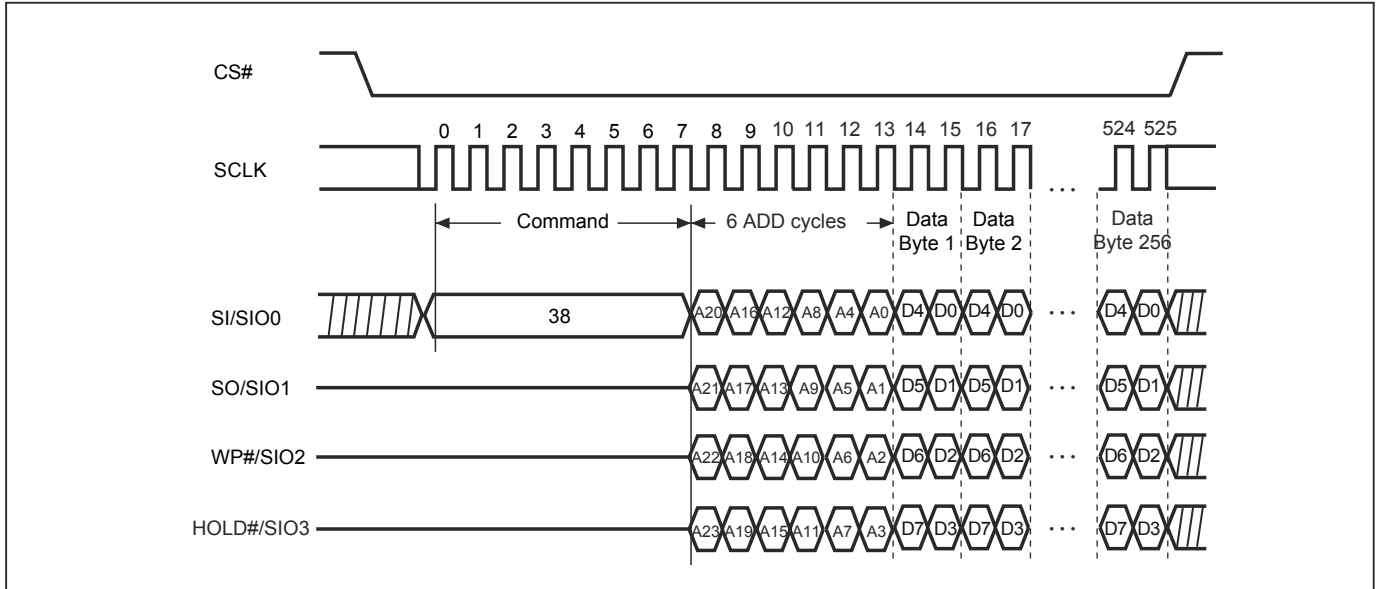 CS#
0 1 2 3 4 5 6 7 8 9 10 11 12 13 14 15 16 17 524 525
SCLK
...
Command 6 ADD cycles Data Data Data
Byte 1 Byte 2 Byte 256
SI/SIO0 38 A20 A16 A12 A8 A4 A0 D4 D0 D4 D0 ... D4 D0
SO/SIO1 A21 A17 A13 A9 A5 A1 D5 D1 D5 D1 ... D5 D1
WP#/SIO2 A22 A18 A14 A10 A6 A2 D6 D2 D6 D2 ... D6 D2
HOLD#/SIO3 A23 A19 A15 A11 A7 A3 D7 D3 D7 D3 ... D7 D3